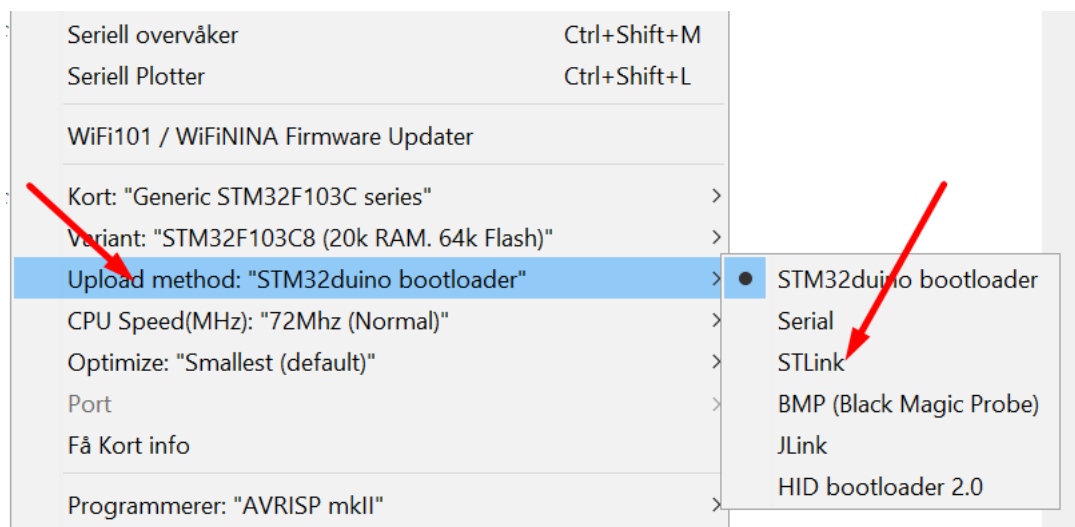 Seriell overvåker Ctrl+Shift+M
Seriell Plotter Ctrl+Shift+L
WiFi101 / WiFiNINA Firmware Updater
Kort: "Generic STM32F103C series"
Variant: "STM32F103C8 (20k RAM. 64k Flash)"
Upload method: "STM32duino bootloader"
CPU Speed(MHz): "72Mhz (Normal)"
Optimize: "Smallest (default)"
Port
Få Kort info
Programmerer: "AVRISP mkII"
STM32duino bootloader
Serial
STLink
BMP (Black Magic Probe)
JLink
HID bootloader 2.0